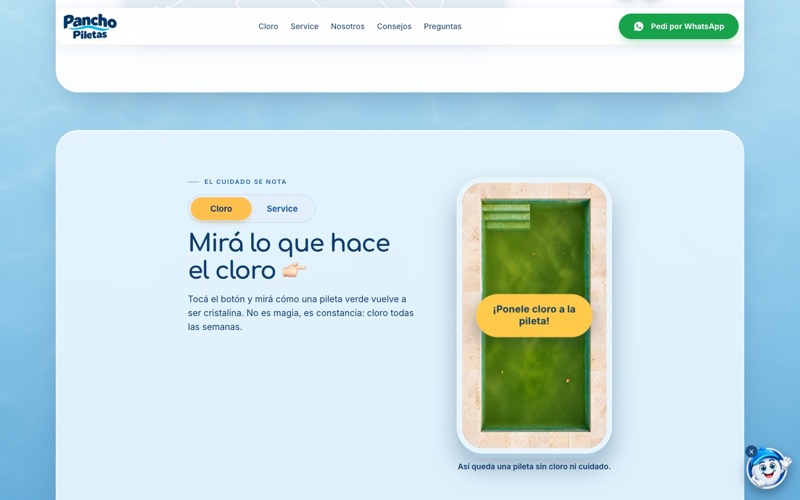 Pancho
Piletas
Cloro
Service
Nosotros
Consejos
Preguntas
Pedí por WhatsApp
EL CUIDADO SE NOTA
Cloro
Service
Mirá lo que hace
el cloro 👉🏻
Tocá el botón y mirá cómo una pileta verde vuelve a
ser cristalina. No es magia, es constancia: cloro todas
las semanas.
¡Ponele cloro a la
pileta!
Así queda una pileta sin cloro ni cuidado.